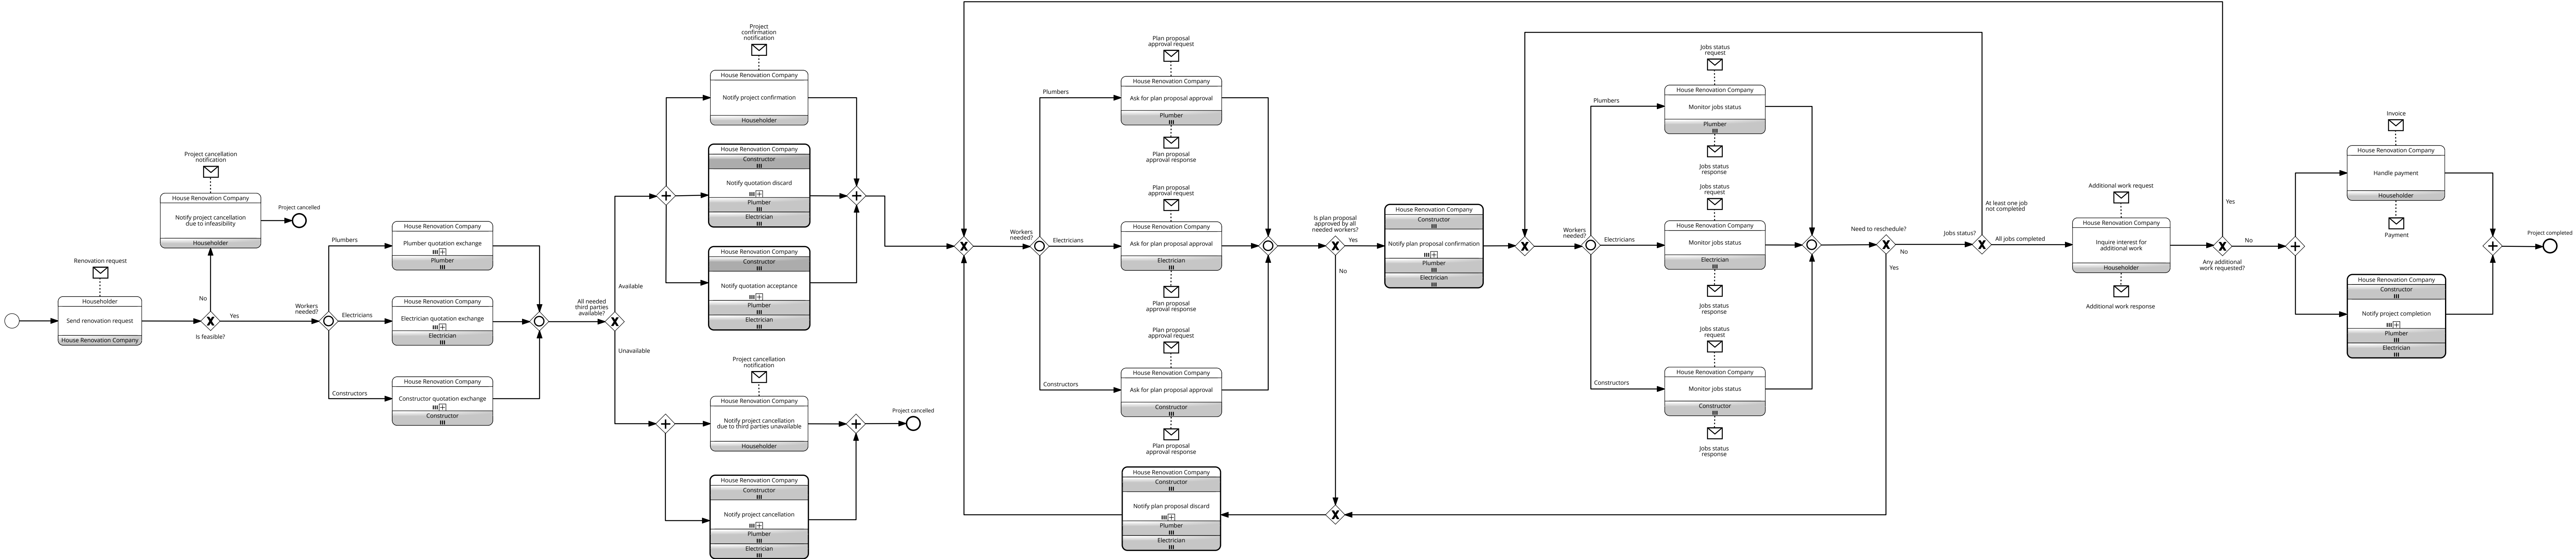 Renovation request
Householder
Send renovation request
House Renovation Company
Project cancellation
notification
House Renovation Company
Notify project cancellation
due to infeasibility
Householder
Project cancelled
No
Yes
Is feasible?
Workers
needed?
Plumbers
Electricians
Constructors
House Renovation Company
Plumber quotation exchange
Plumber
House Renovation Company
Electrician quotation exchange
Electrician
House Renovation Company
Constructor quotation exchange
Constructor
All needed
third parties
available?
Available
Unavailable
Project
confirmation
notification
House Renovation Company
Notify project confirmation
Householder
House Renovation Company
Constructor
Notify quotation discard
Plumber
Electrician
House Renovation Company
Constructor
Notify quotation acceptance
Plumber
Electrician
Project cancellation
notification
House Renovation Company
Notify project cancellation
due to third parties unavailable
Householder
House Renovation Company
Constructor
Notify project cancellation
Plumber
Electrician
Project cancelled
Workers
needed?
Plumbers
Electricians
Constructors
Plan proposal
approval request
House Renovation Company
Ask for plan proposal approval
Plumber
Plan proposal
approval response
Plan proposal
approval request
House Renovation Company
Ask for plan proposal approval
Electrician
Plan proposal
approval response
Plan proposal
approval request
House Renovation Company
Ask for plan proposal approval
Constructor
Plan proposal
approval response
House Renovation Company
Constructor
Notify plan proposal discard
Plumber
Electrician
Is plan proposal
approved by all
needed workers?
Yes
No
House Renovation Company
Constructor
Notify plan proposal confirmation
Plumber
Electrician
Workers
needed?
Plumbers
Electricians
Constructors
Jobs status
request
House Renovation Company
Monitor jobs status
Plumber
Jobs status
response
Jobs status
request
House Renovation Company
Monitor jobs status
Electrician
Jobs status
response
Jobs status
request
House Renovation Company
Monitor jobs status
Constructor
Jobs status
response
Need to reschedule?
No
Yes
Jobs status?
At least one job
not completed
All jobs completed
Additional work request
House Renovation Company
Inquire interest for
additional work
Householder
Additional work response
Yes
No
Any additional
work requested?
Invoice
House Renovation Company
Handle payment
Householder
Payment
House Renovation Company
Constructor
Notify project completion
Plumber
Electrician
Project completed